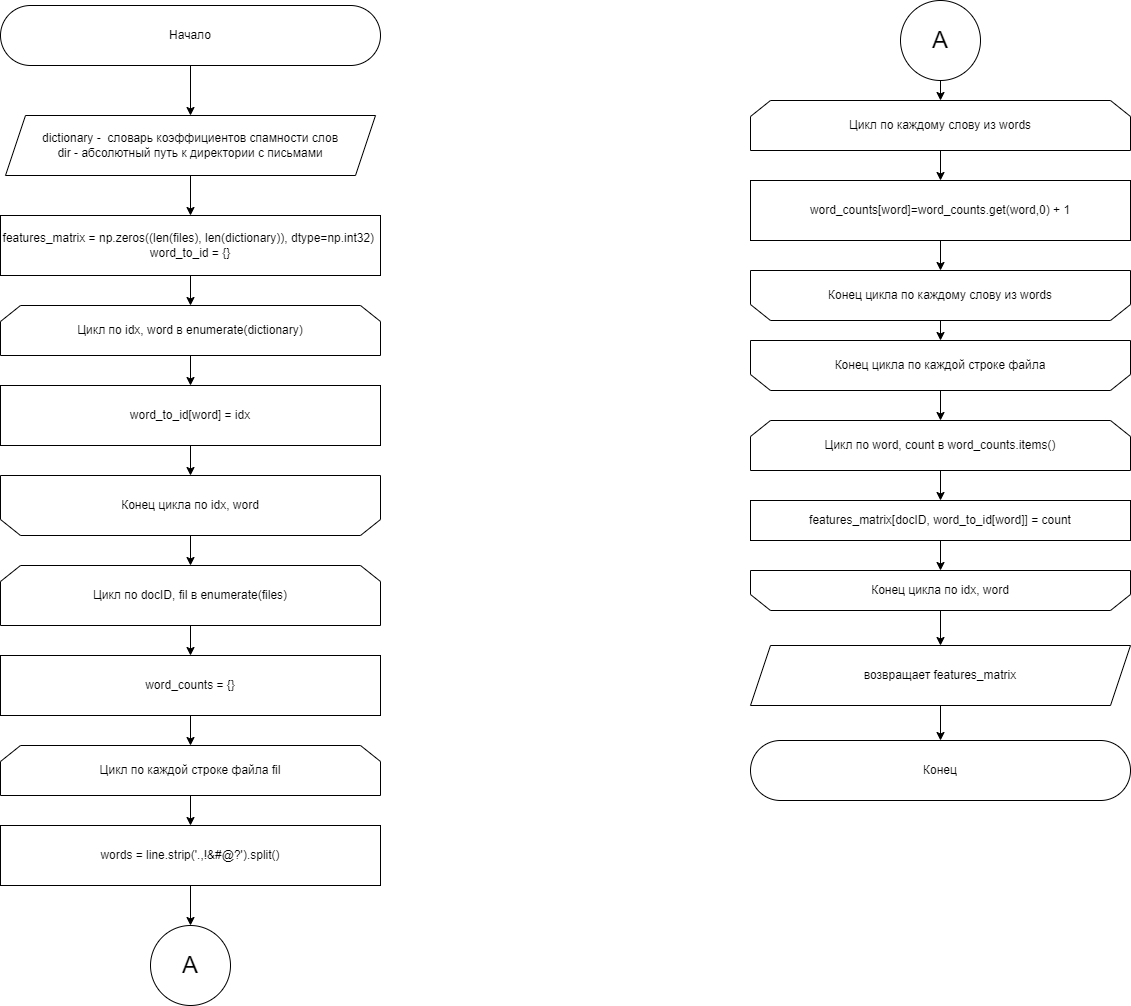 Начало
dictionary -  словарь коэффициентов спамности слов
dir - абсолютный путь к директории с письмами
features_matrix = np.zeros((len(files), len(dictionary)), dtype=np.int32)
word_to_id = {}
Цикл по idx, word в enumerate(dictionary)
word_to_id[word] = idx
Конец цикла по idx, word
Цикл по docID, fil в enumerate(files)
word_counts = {}
Цикл по каждой строке файла fil
words = line.strip('.,!&#@?').split()
A
A
Цикл по каждому слову из words
word_counts[word]=word_counts.get(word,0) + 1
Конец цикла по каждому слову из words
Конец цикла по каждой строке файла
Цикл по word, count в word_counts.items()
features_matrix[docID, word_to_id[word]] = count
Конец цикла по idx, word
возвращает features_matrix
Конец